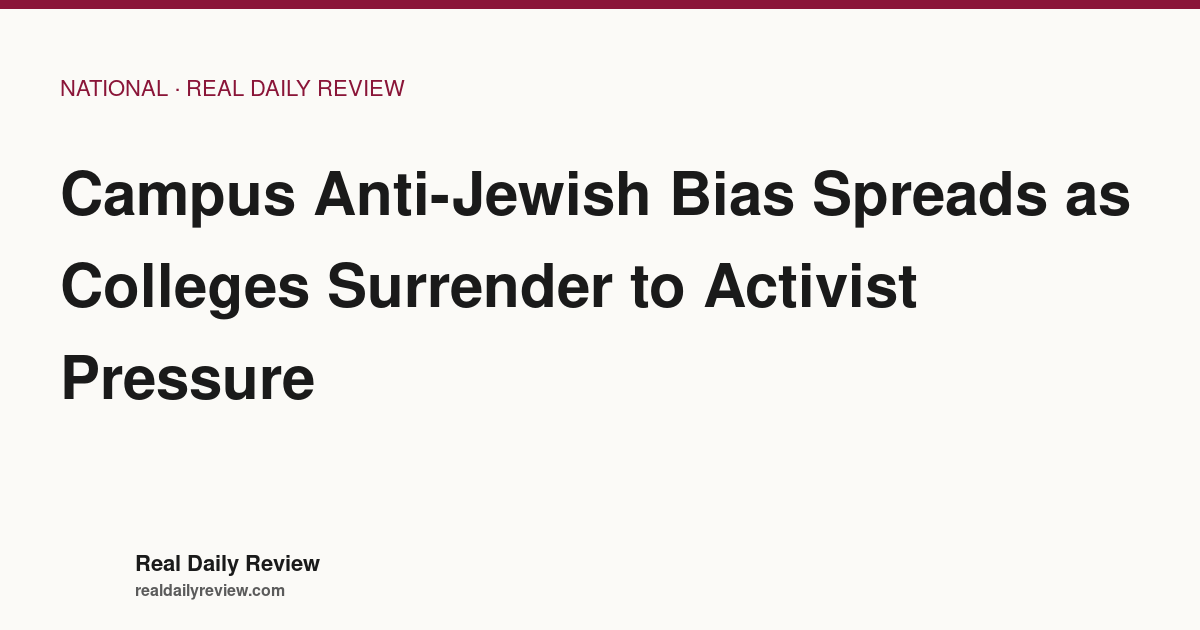 NATIONAL · REAL DAILY REVIEW
Campus Anti-Jewish Bias Spreads as
Colleges Surrender to Activist
Pressure
Real Daily Review
realdailyreview.com